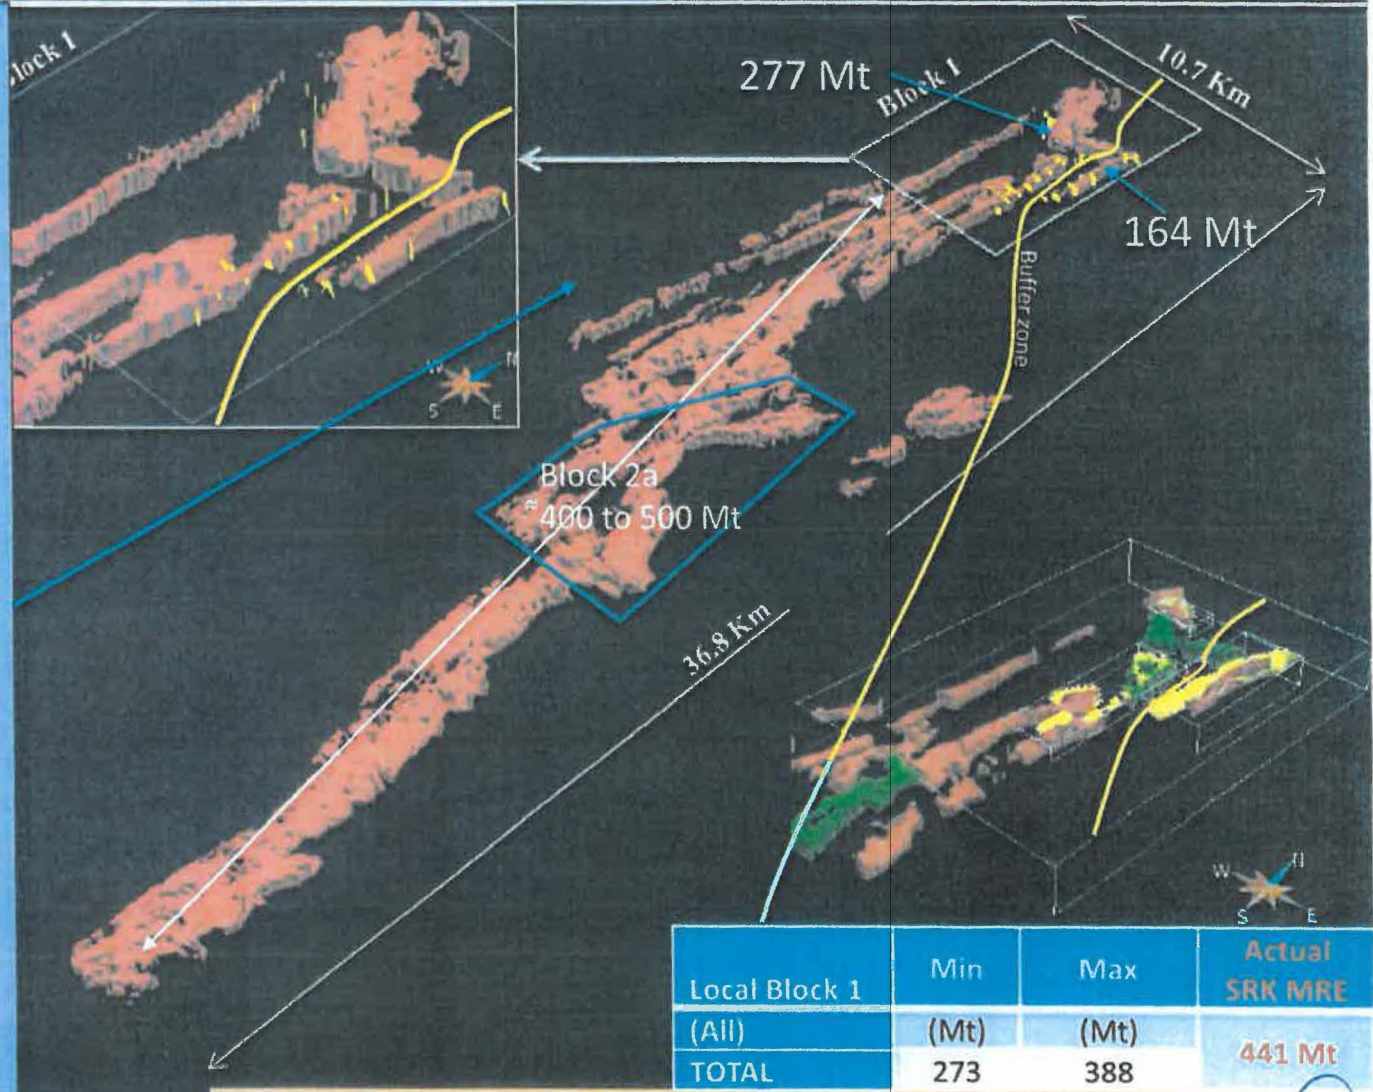 lock 1
W
N
S
E
277 Mt
Block 1
10.7 Km
164 Mt
Buffer zone
Block 2a
≈ 400 to 500 Mt
36.8 Km
W
N
S
E
Local Block 1 Min Max Actual SRK MRE
(All) (Mt) (Mt) 441 Mt
TOTAL 273 388